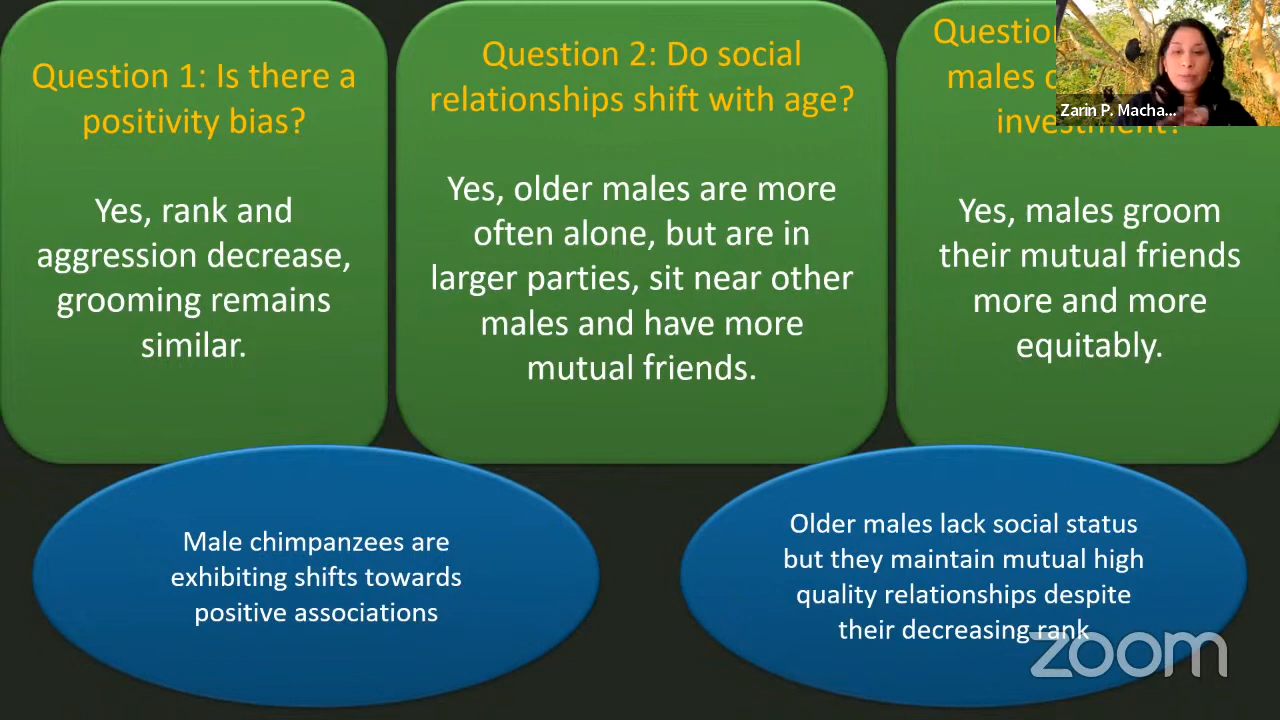 Question 1: Is there a
positivity bias?
Yes, rank and
aggression decrease,
grooming remains
similar.
Question 2: Do social
relationships shift with age?
Yes, older males are more
often alone, but are in
larger parties, sit near other
males and have more
mutual friends.
males
investment?
Yes, males groom
their mutual friends
more and more
equitably.
Zarin P. Macha...
Male chimpanzees are
exhibiting shifts towards
positive associations
Older males lack social status
but they maintain mutual high
quality relationships despite
their decreasing rank
zoom